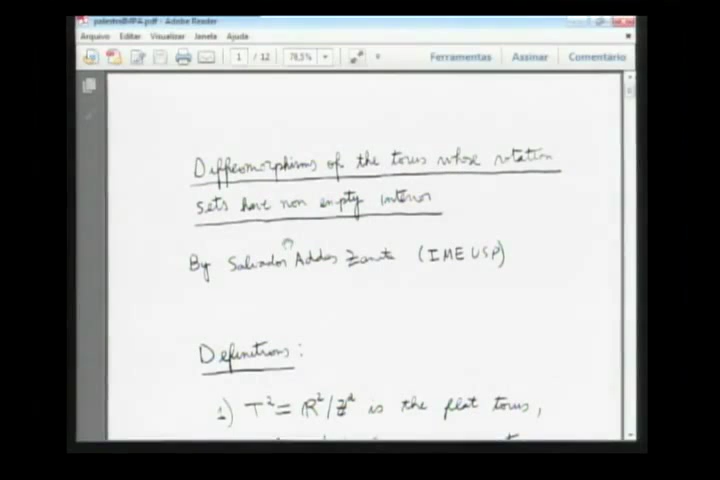 palestraIMPA.pdf - Adobe Reader
Arquivo Editar Visualizar Janela Ajuda
1 / 12 78,5% Ferramentas Assinar Comentário
Diffeomorphisms of the torus whose rotation
sets have non empty interior
By Salvador Addas Zanata (IME USP)
Definitions:
1) T² = R²/Z² is the flat torus,